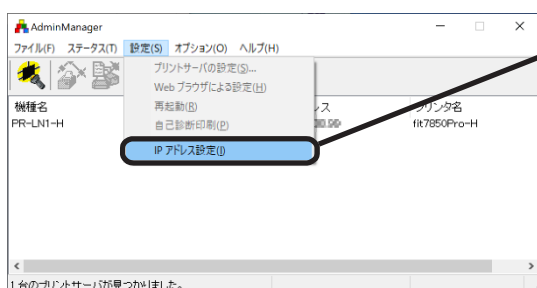 AdminManager
ファイル(F) ステータス(T) 設定(S) オプション(O) ヘルプ(H)
プリントサーバの設定(S)...
Web ブラウザによる設定(H)
再起動(R)
自己診断印刷(P)
IP アドレス設定(I)
機種名 レス プリンタ名
PR-LN1-H fit7850Pro-H
1 台のプリントサーバが見つかりました。